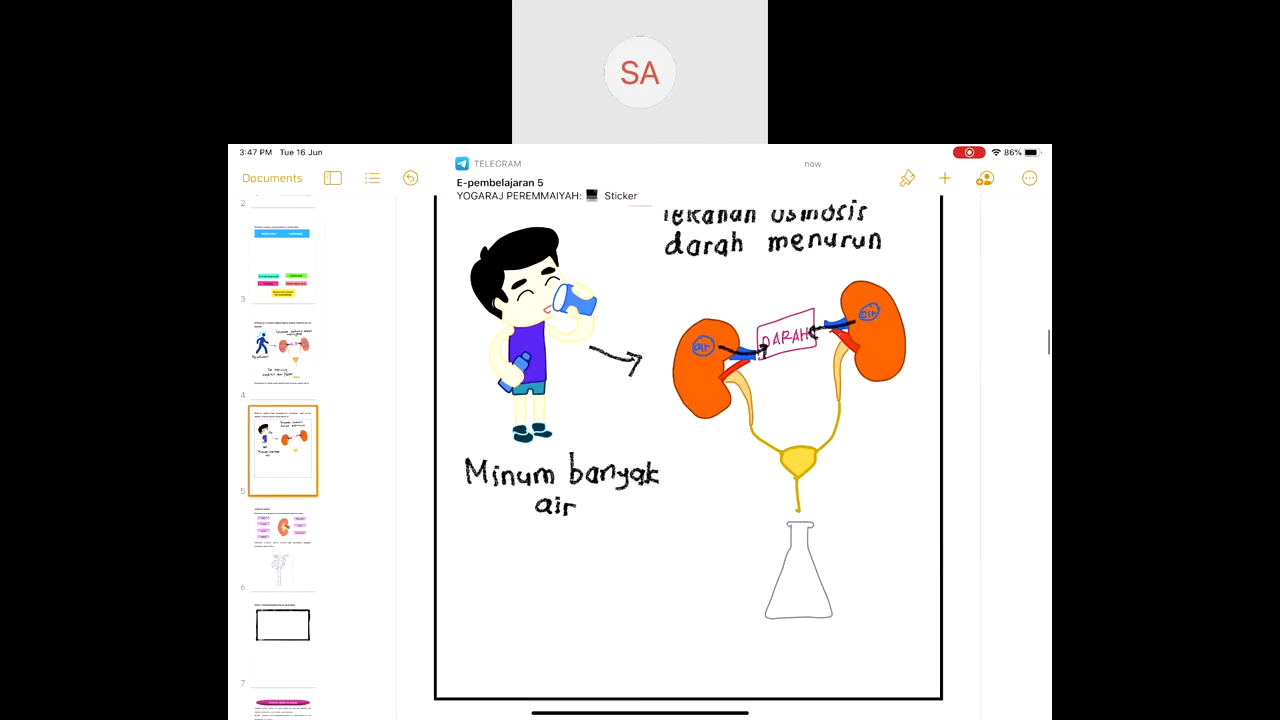 SA
3:47 PM Tue 16 Jun
86%
Documents
TELEGRAM
now
E-pembelajaran 5
YOGARAJ PEREMMAIYAH: Sticker
tekanan osmosis
darah menurun
air
DARAH
air
Minum banyak
air
2
3
4
5
6
7